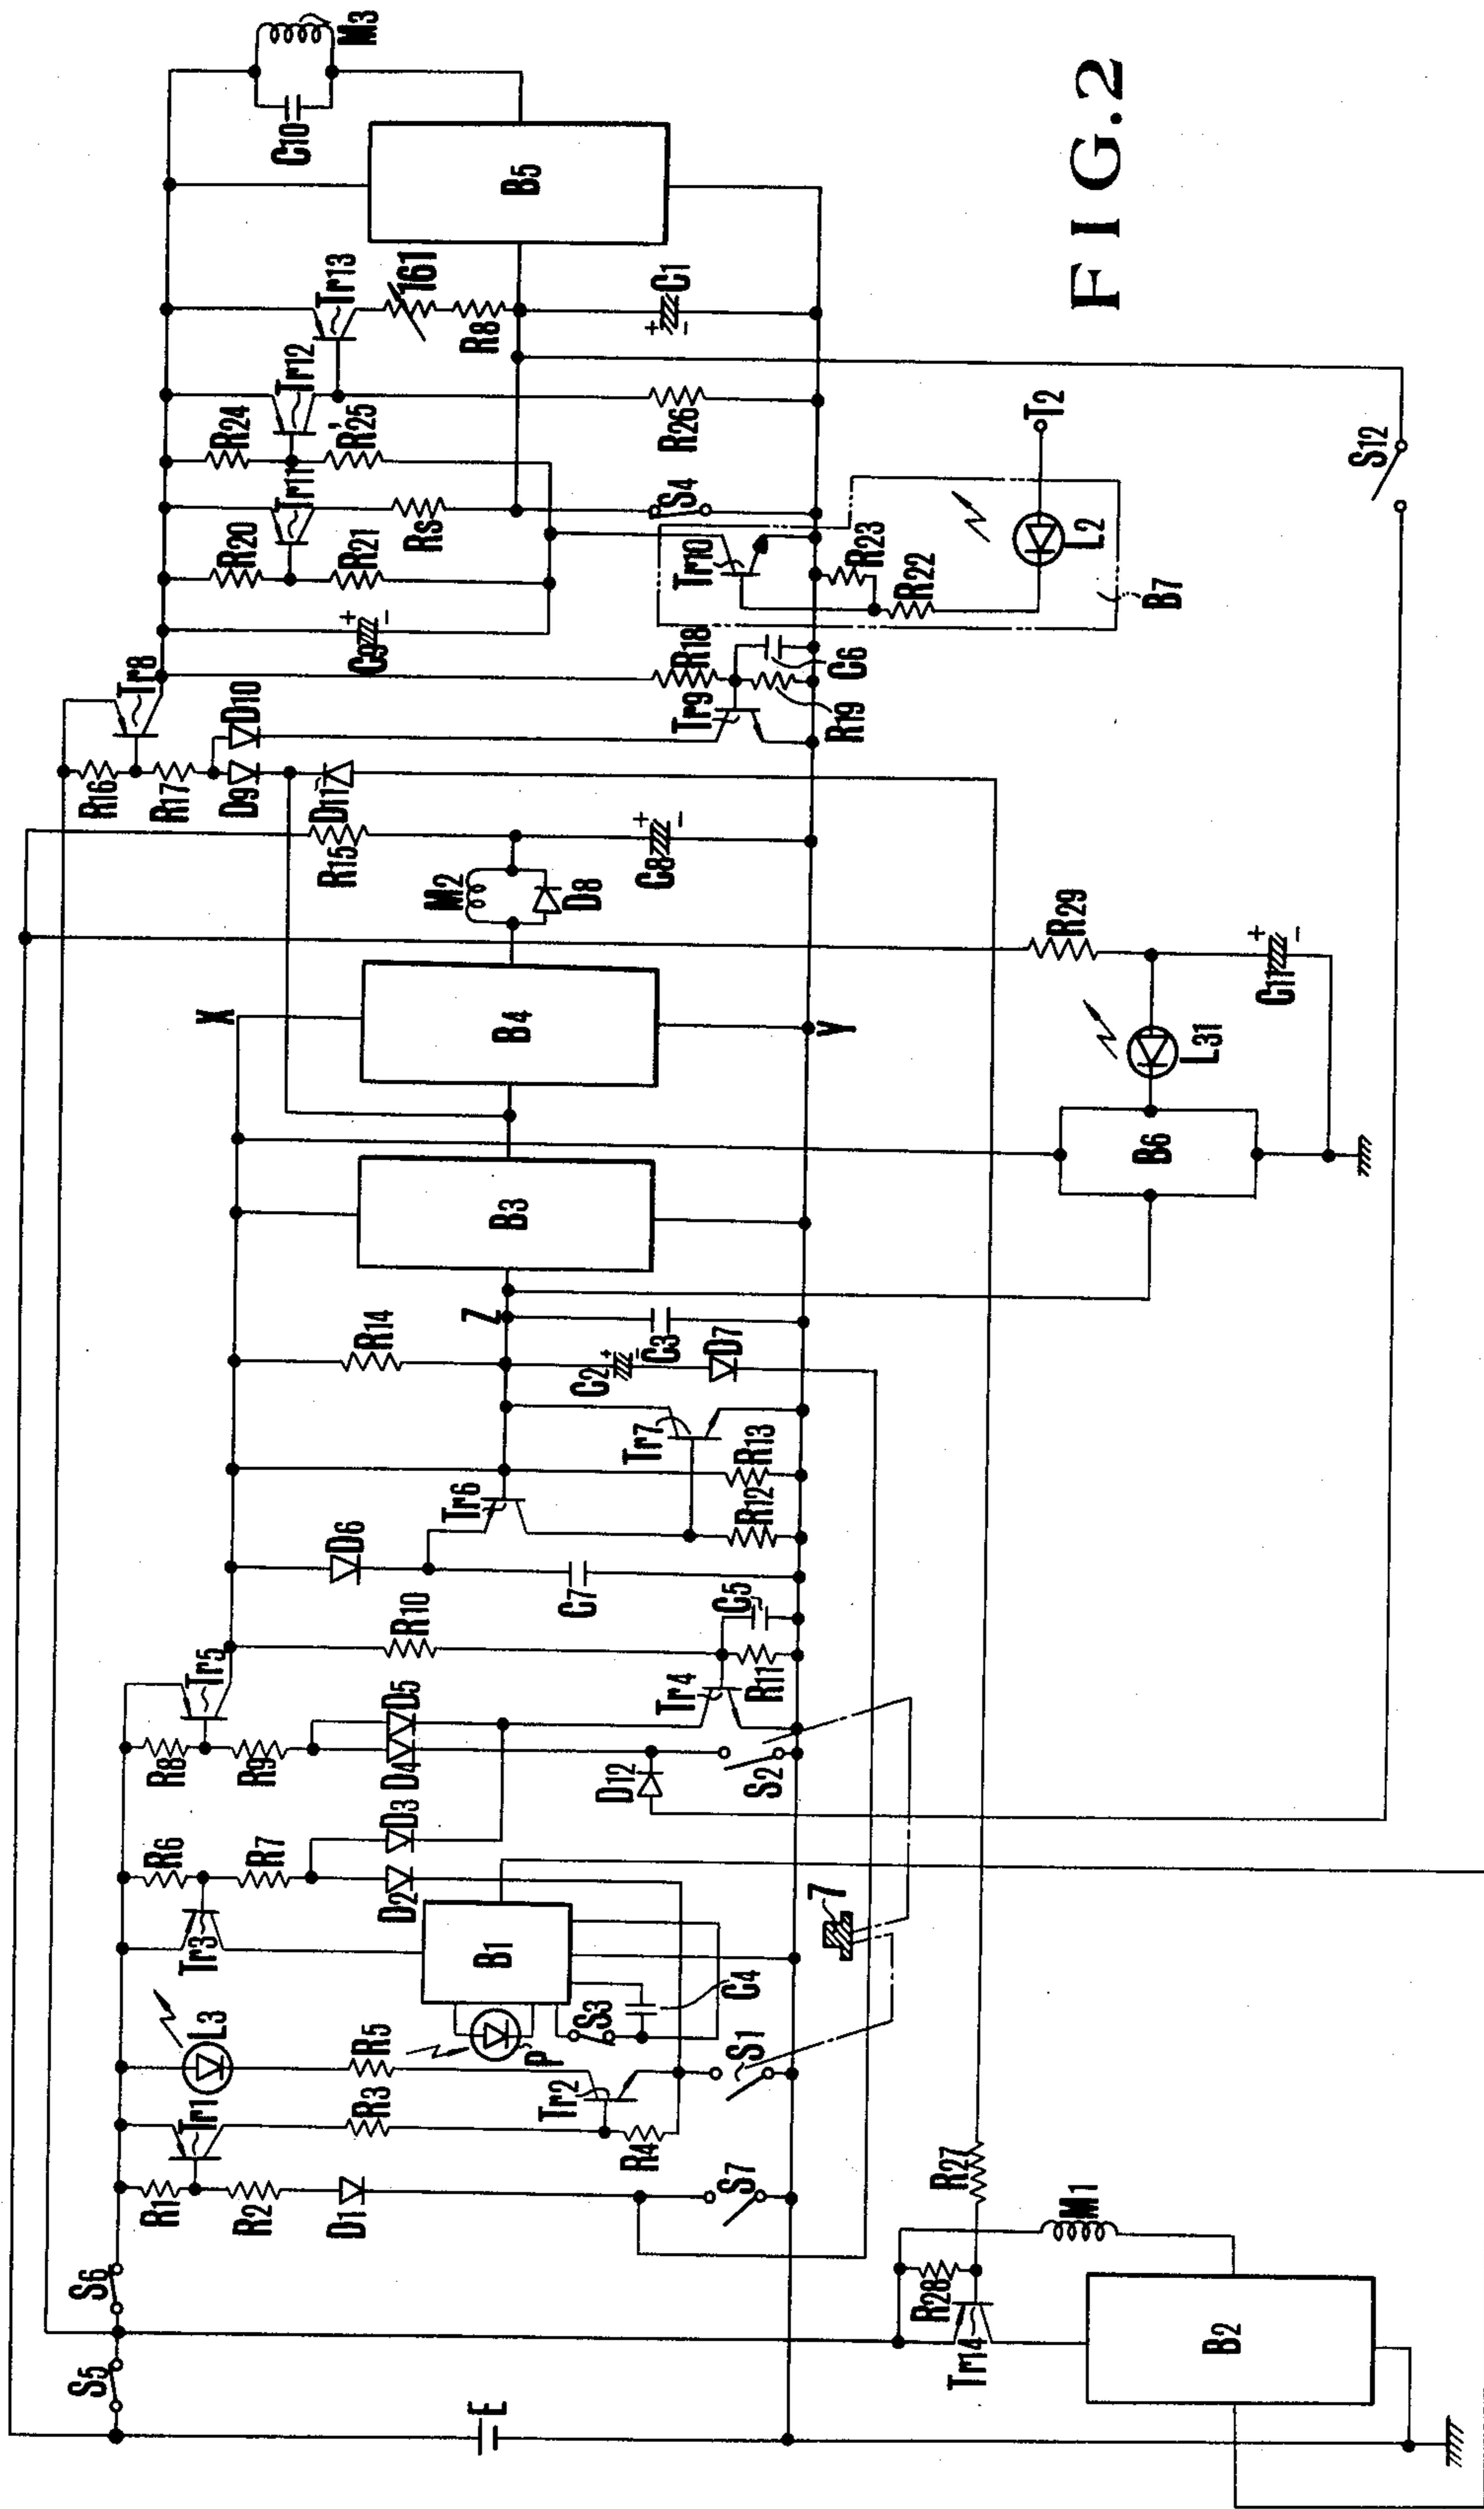 FIG.2
S5
S6
E
R1
R2
D1
S7
Tr1
R3
R4
Tr2
L3
R5
S1
P
S3
C4
B1
Tr3
R6
R7
D2
D3
7
R8
R9
D4
D5
D12
S2
Tr5
Tr4
R10
R11
C5
D6
C7
Tr6
R12
R13
Tr7
R14
C2
+
-
D7
C3
Z
B3
X
B4
Y
M2
D8
R15
C8
+
-
R16
R17
D9
D10
D11
Tr8
Tr9
R18
R19
C6
C9
+
-
R20
R21
Tr11
Rs
S4
R24
R25'
Tr12
R26
Tr13
161
R8
C1
+
-
B5
C10
M3
Tr10
R23
R22
L2
T2
B7
S12
B6
L31
R29
C11
+
-
R27
R28
Tr14
M1
B2